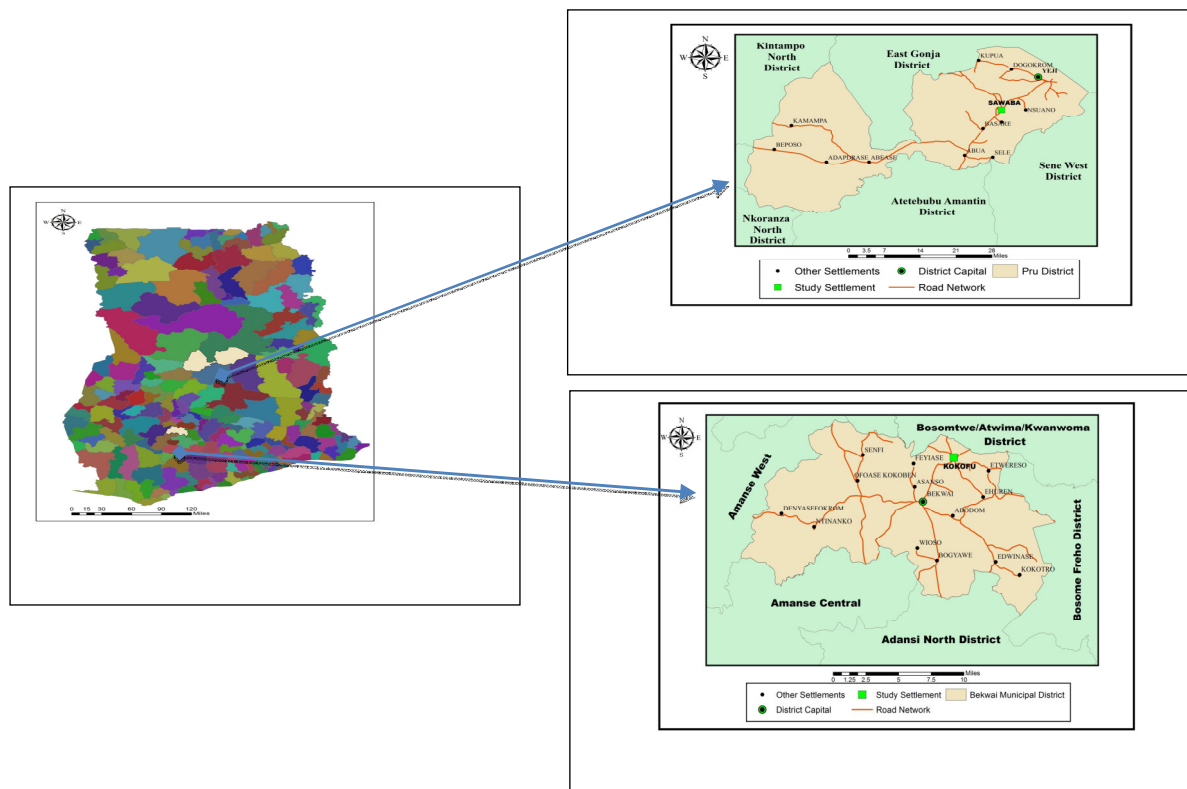 N
W E
S
0 15 30 60 90 120
Miles
N
W E
S
Kintampo
North
District
East Gonja
District
KUPUA
DOGOKROM
YEJI
SAWABA
NSUANO
BASARE
KAMAMPA
BEPOSO
ADAPDRASE ABEASE
ABUA
SELE
Sene West
District
Atetebubu Amantin
District
Nkoranza
North
District
0 3.5 7 14 21 28
Miles
Other Settlements District Capital Pru District
Study Settlement Road Network
N
W E
S
Bosomtwe/Atwima/Kwanwoma
District
SENFI
FEYIASE
KOKOFU
ETWERESO
OFOASE KOKOBEN
ASANSO
BEKWAI
EHUREN
Amanse West
DENYASEFOKROM
NTINANKO
ADODOM
WIOSO
BOGYAWE
EDWINASE
KOKOTRO
Bosome Freho District
Amanse Central
Adansi North District
0 1.25 2.5 5 7.5 10
Miles
Other Settlements Study Settlement Bekwai Municipal District
District Capital Road Network